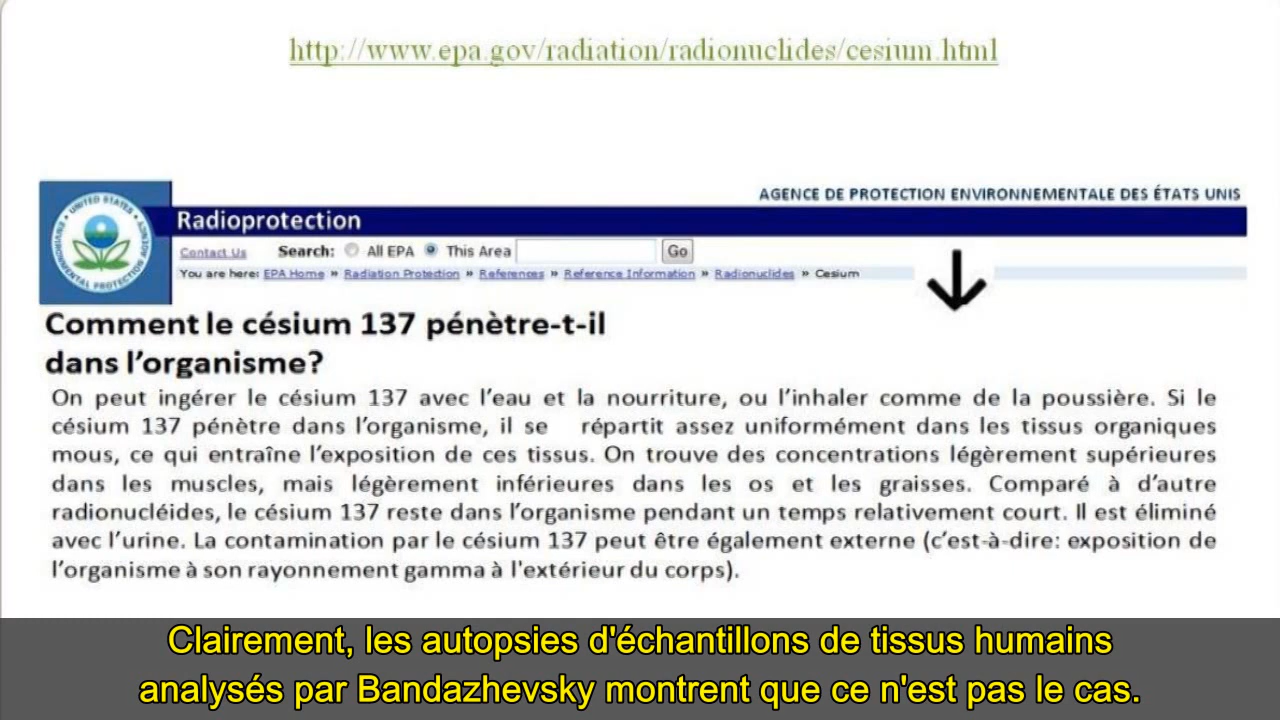 http://www.epa.gov/radiation/radionuclides/cesium.html
AGENCE DE PROTECTION ENVIRONNEMENTALE DES ÉTATS UNIS
UNITED STATES ENVIRONMENTAL PROTECTION AGENCY
Radioprotection
Contact Us Search: All EPA This Area Go
You are here: EPA Home » Radiation Protection » References » Reference Information » Radionuclides » Cesium
Comment le césium 137 pénètre-t-il
dans l’organisme?
On peut ingérer le césium 137 avec l’eau et la nourriture, ou l’inhaler comme de la poussière. Si le
césium 137 pénètre dans l’organisme, il se répartit assez uniformément dans les tissus organiques
mous, ce qui entraîne l’exposition de ces tissus. On trouve des concentrations légèrement supérieures
dans les muscles, mais légèrement inférieures dans les os et les graisses. Comparé à d’autre
radionucléides, le césium 137 reste dans l’organisme pendant un temps relativement court. Il est éliminé
avec l’urine. La contamination par le césium 137 peut être également externe (c’est-à-dire: exposition de
l’organisme à son rayonnement gamma à l'extérieur du corps).
Clairement, les autopsies d'échantillons de tissus humains
analysés par Bandazhevsky montrent que ce n'est pas le cas.